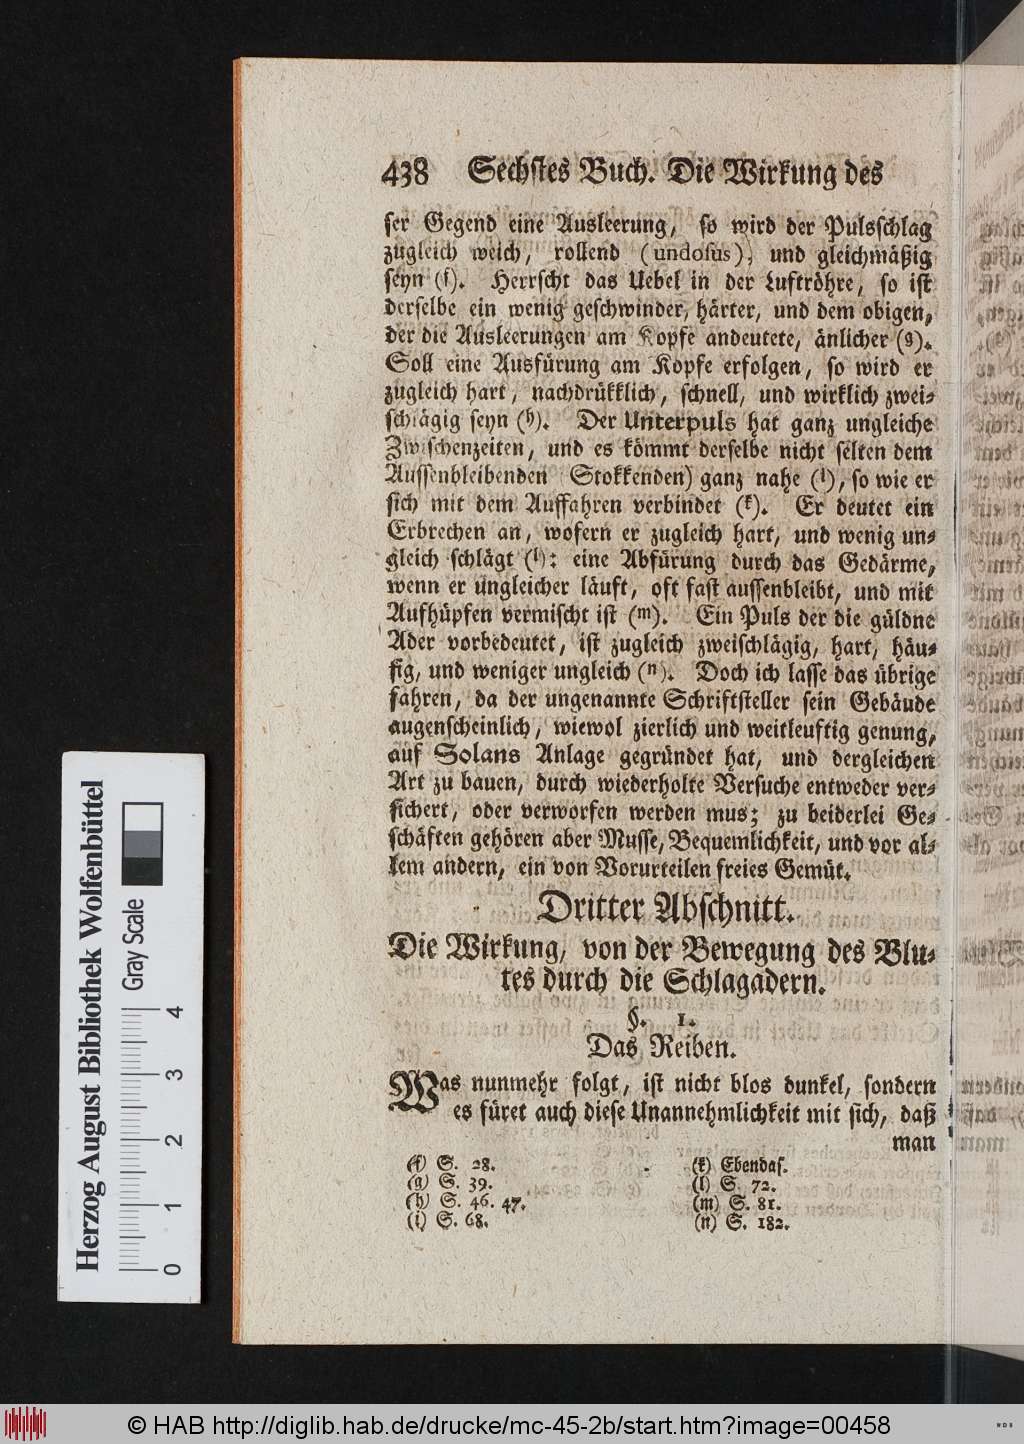 438 Sechstes Buch. Die Wirkung des
ser Gegend eine Ausleerung, so wird der Pulsschlag
zugleich weich, rollend (undosus), und gleichmäßig
seyn (f). Herrscht das Uebel in der Luftröhre, so ist
derselbe ein wenig geschwinder, härter, und dem obigen,
der die Ausleerungen am Kopfe andeutete, änlicher (g).
Soll eine Ausfürung am Kopfe erfolgen, so wird er
zugleich hart, nachdrükklich, schnell, und wirklich zwei-
schlägig seyn (h). Der Unterpuls hat ganz ungleiche
Zwischenzeiten, und es kömmt derselbe nicht selten dem
Aussenbleibenden (Stokkenden) ganz nahe (i), so wie er
sich mit dem Auffahren verbindet (k). Er deutet ein
Erbrechen an, wofern er zugleich hart, und wenig un-
gleich schlägt (l): eine Abfürung durch das Gedärme,
wenn er ungleicher läuft, oft fast aussenbleibt, und mit
Aufhüpfen vermischt ist (m). Ein Puls der die güldne
Ader vorbedeutet, ist zugleich zweischlägig, hart, häu-
fig, und weniger ungleich (n). Doch ich lasse das übrige
fahren, da der ungenannte Schriftsteller sein Gebäude
augenscheinlich, wiewol zierlich und weitleuftig genung,
auf Solans Anlage gegründet hat, und dergleichen
Art zu bauen, durch wiederholte Versuche entweder ver-
sichert, oder verworfen werden mus; zu beiderlei Ge-
schäften gehören aber Musse, Bequemlichkeit, und vor al-
lem andern, ein von Vorurteilen freies Gemüt.
Dritter Abschnitt.
Die Wirkung, von der Bewegung des Blu-
tes durch die Schlagadern.
§. 1.
Das Reiben.
Was nunmehr folgt, ist nicht blos dunkel, sondern
es füret auch diese Unannehmlichkeit mit sich, daß
man
(f) S. 28.
(g) S. 39.
(h) S. 46. 47.
(i) S. 68.
(k) Ebendas.
(l) S. 72.
(m) S. 81.
(n) S. 182.
Herzog August Bibliothek Wolfenbüttel
Gray Scale
0 1 2 3 4
© HAB http://diglib.hab.de/drucke/mc-45-2b/start.htm?image=00458